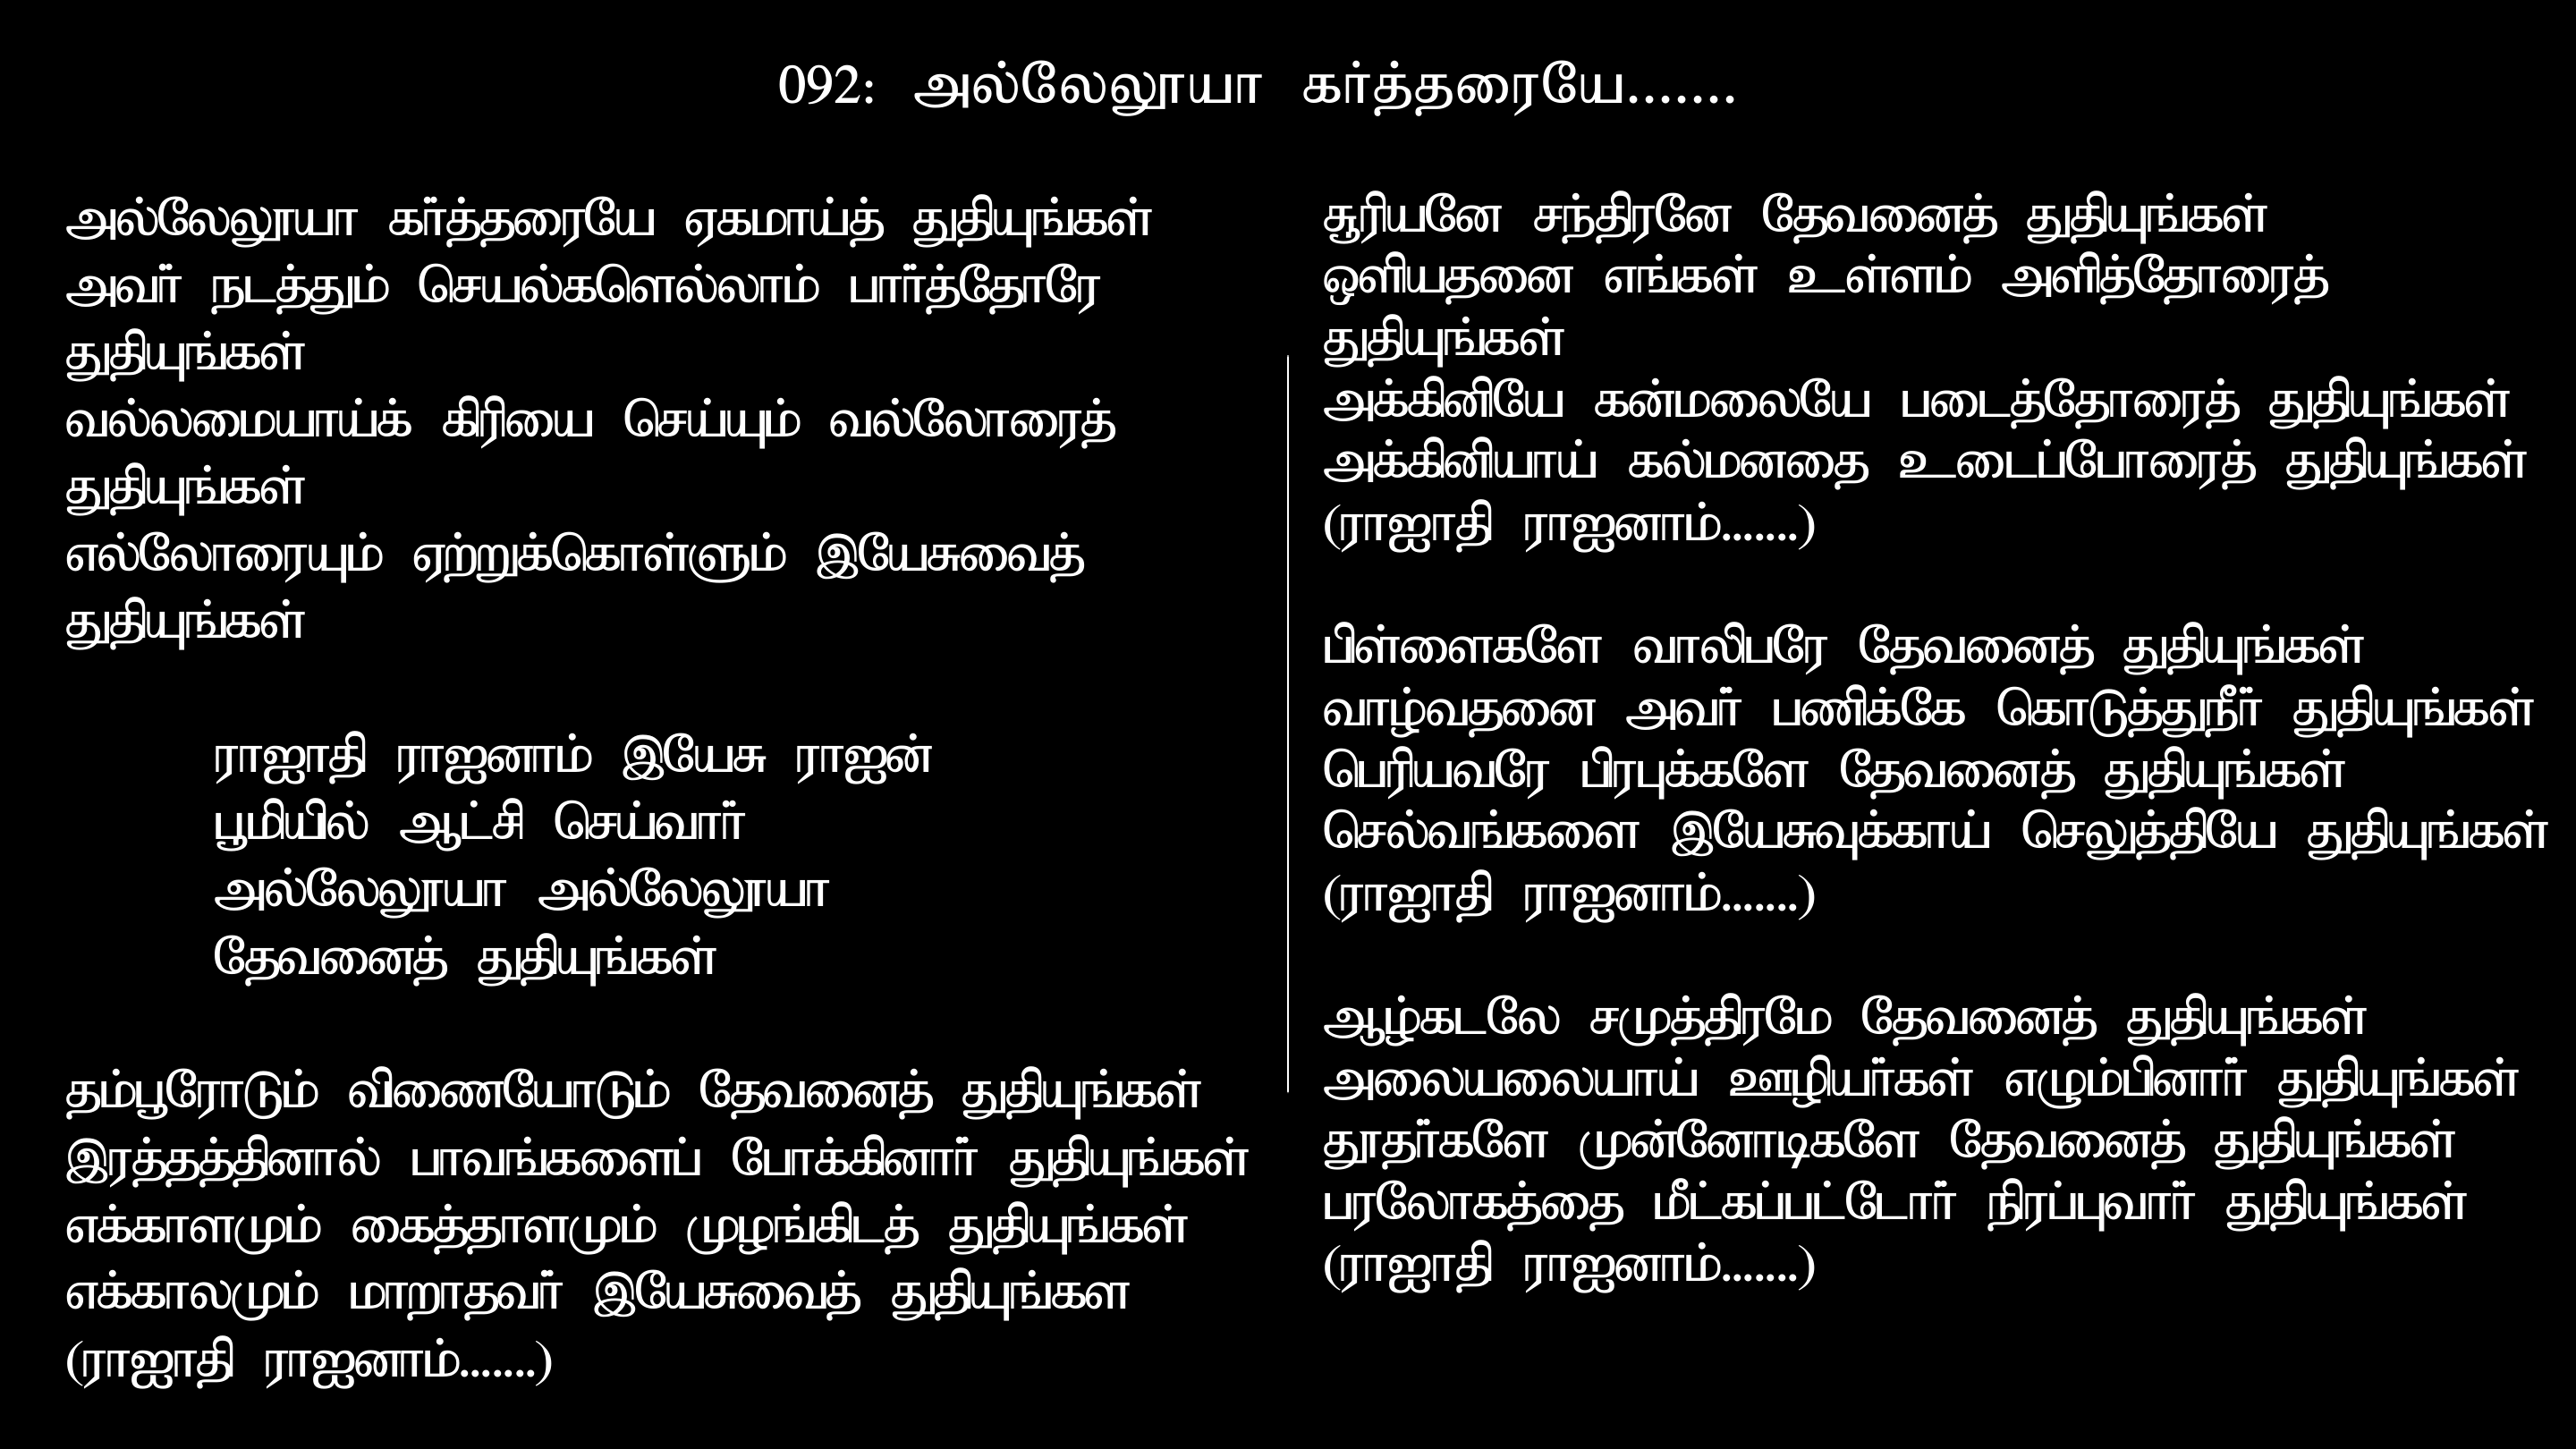 092: அல்லேலூயா கர்த்தரையே.......
அல்லேலூயா கர்த்தரையே ஏகமாய்த் துதியுங்கள்
அவர் நடத்தும் செயல்களெல்லாம் பார்த்தோரே
துதியுங்கள்
வல்லமையாய்க் கிரியை செய்யும் வல்லோரைத்
துதியுங்கள்
எல்லோரையும் ஏற்றுக்கொள்ளும் இயேசுவைத்
துதியுங்கள்
ராஜாதி ராஜனாம் இயேசு ராஜன்
பூமியில் ஆட்சி செய்வார்
அல்லேலூயா அல்லேலூயா
தேவனைத் துதியுங்கள்
தம்பூரோடும் விணையோடும் தேவனைத் துதியுங்கள்
இரத்தத்தினால் பாவங்களைப் போக்கினார் துதியுங்கள்
எக்காளமும் கைத்தாளமும் முழங்கிடத் துதியுங்கள்
எக்காலமும் மாறாதவர் இயேசுவைத் துதியுங்கள
(ராஜாதி ராஜனாம்.......)
சூரியனே சந்திரனே தேவனைத் துதியுங்கள்
ஒளியதனை எங்கள் உள்ளம் அளித்தோரைத்
துதியுங்கள்
அக்கினியே கன்மலையே படைத்தோரைத் துதியுங்கள்
அக்கினியாய் கல்மனதை உடைப்போரைத் துதியுங்கள்
(ராஜாதி ராஜனாம்.......)
பிள்ளைகளே வாலிபரே தேவனைத் துதியுங்கள்
வாழ்வதனை அவர் பணிக்கே கொடுத்துநீர் துதியுங்கள்
பெரியவரே பிரபுக்களே தேவனைத் துதியுங்கள்
செல்வங்களை இயேசுவுக்காய் செலுத்தியே துதியுங்கள்
(ராஜாதி ராஜனாம்.......)
ஆழ்கடலே சமுத்திரமே தேவனைத் துதியுங்கள்
அலையலையாய் ஊழியர்கள் எழும்பினார் துதியுங்கள்
தூதர்களே முன்னோடிகளே தேவனைத் துதியுங்கள்
பரலோகத்தை மீட்கப்பட்டோர் நிரப்புவார் துதியுங்கள்
(ராஜாதி ராஜனாம்.......)